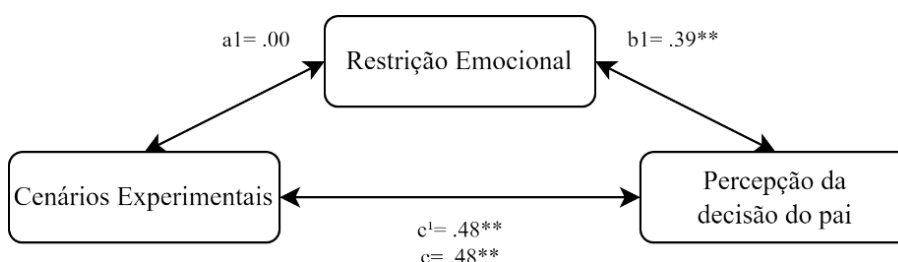 a1= .00
b1= .39**
Restrição Emocional
Cenários Experimentais
Percepção da
decisão do pai
c¹= .48**
c= .48**